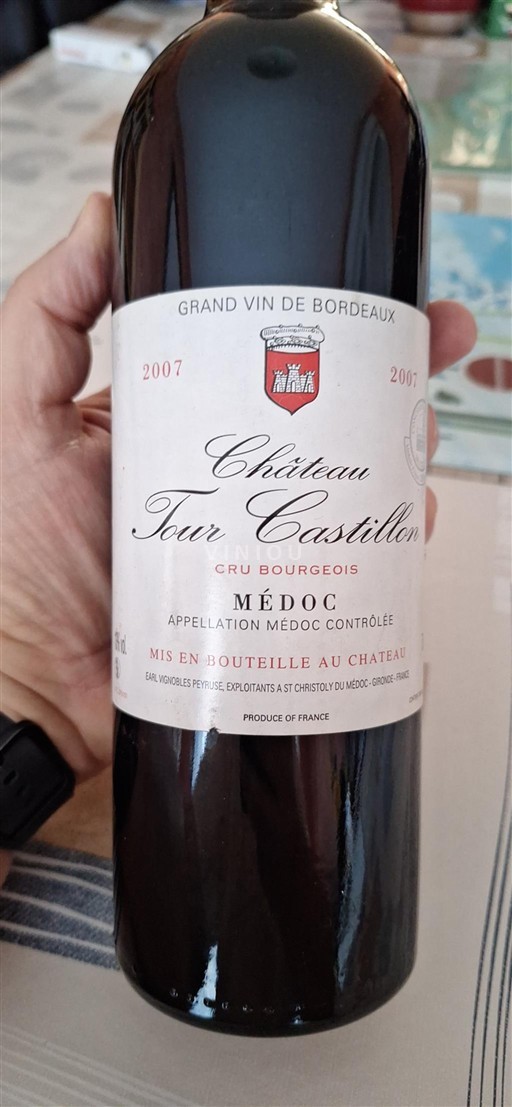 GRAND VIN DE BORDEAUX
2007 2007
Château
Tour Castillon
VINIOU
CRU BOURGEOIS
MÉDOC
APPELLATION MÉDOC CONTRÔLÉE
MIS EN BOUTEILLE AU CHATEAU
EARL VIGNOBLES PEYRUSE, EXPLOITANTS A ST CHRISTOLY DU MÉDOC - GIRONDE - FRANCE
PRODUCE OF FRANCE